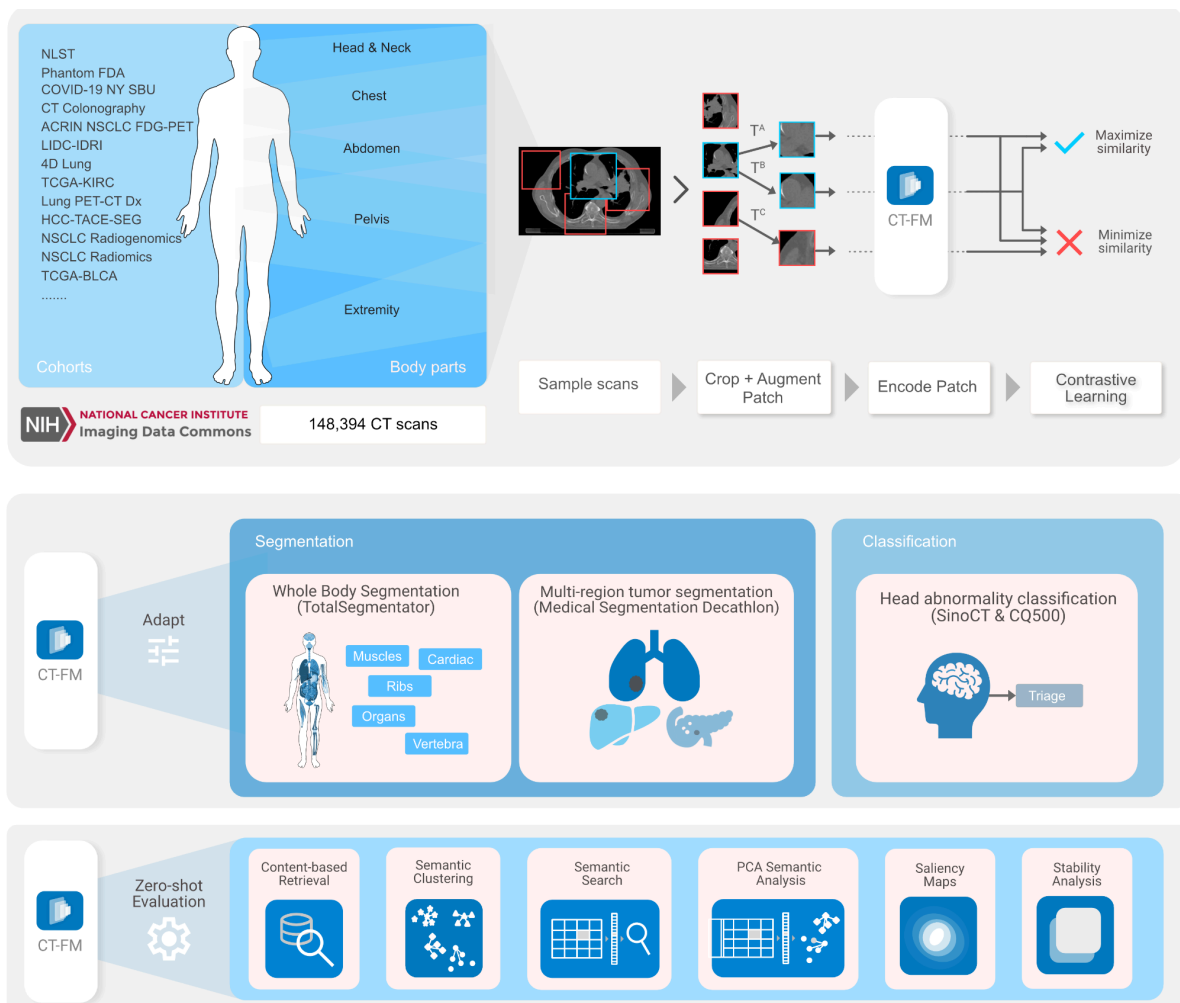 NLST
Phantom FDA
COVID-19 NY SBU
CT Colonography
ACRIN NSCLC FDG-PET
LIDC-IDRI
4D Lung
TCGA-KIRC
Lung PET-CT Dx
HCC-TACE-SEG
NSCLC Radiogenomics
NSCLC Radiomics
TCGA-BLCA
.......
Cohorts
Head & Neck
Chest
Abdomen
Pelvis
Extremity
Body parts
NIH
NATIONAL CANCER INSTITUTE
Imaging Data Commons
148,394 CT scans
T^A
T^B
T^C
CT-FM
Maximize
similarity
Minimize
similarity
Sample scans
Crop + Augment
Patch
Encode Patch
Contrastive
Learning
CT-FM
Adapt
Segmentation
Whole Body Segmentation
(TotalSegmentator)
Muscles
Cardiac
Ribs
Organs
Vertebra
Multi-region tumor segmentation
(Medical Segmentation Decathlon)
Classification
Head abnormality classification
(SinoCT & CQ500)
Triage
CT-FM
Zero-shot
Evaluation
Content-based
Retrieval
Semantic
Clustering
Semantic
Search
PCA Semantic
Analysis
Saliency
Maps
Stability
Analysis